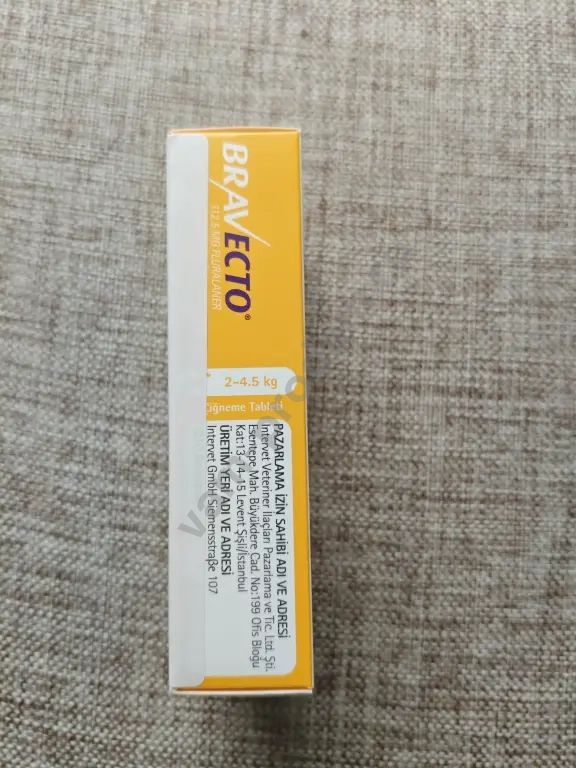 BRAVECTO®
112,5 MG FLURALANER
2-4.5 kg
Çiğneme Tableti
PAZARLAMA İZİN SAHİBİ ADI VE ADRESİ
Intervet Veteriner İlaçları Pazarlama ve Tic. Ltd. Şti.
Esentepe Mah. Büyükdere Cad. No:199 Ofis Bloğu
Kat:13-14-15 Levent Şişli/İstanbul
ÜRETİM YERİ ADI VE ADRESİ
Intervet GmbH Siemensstraβe 107